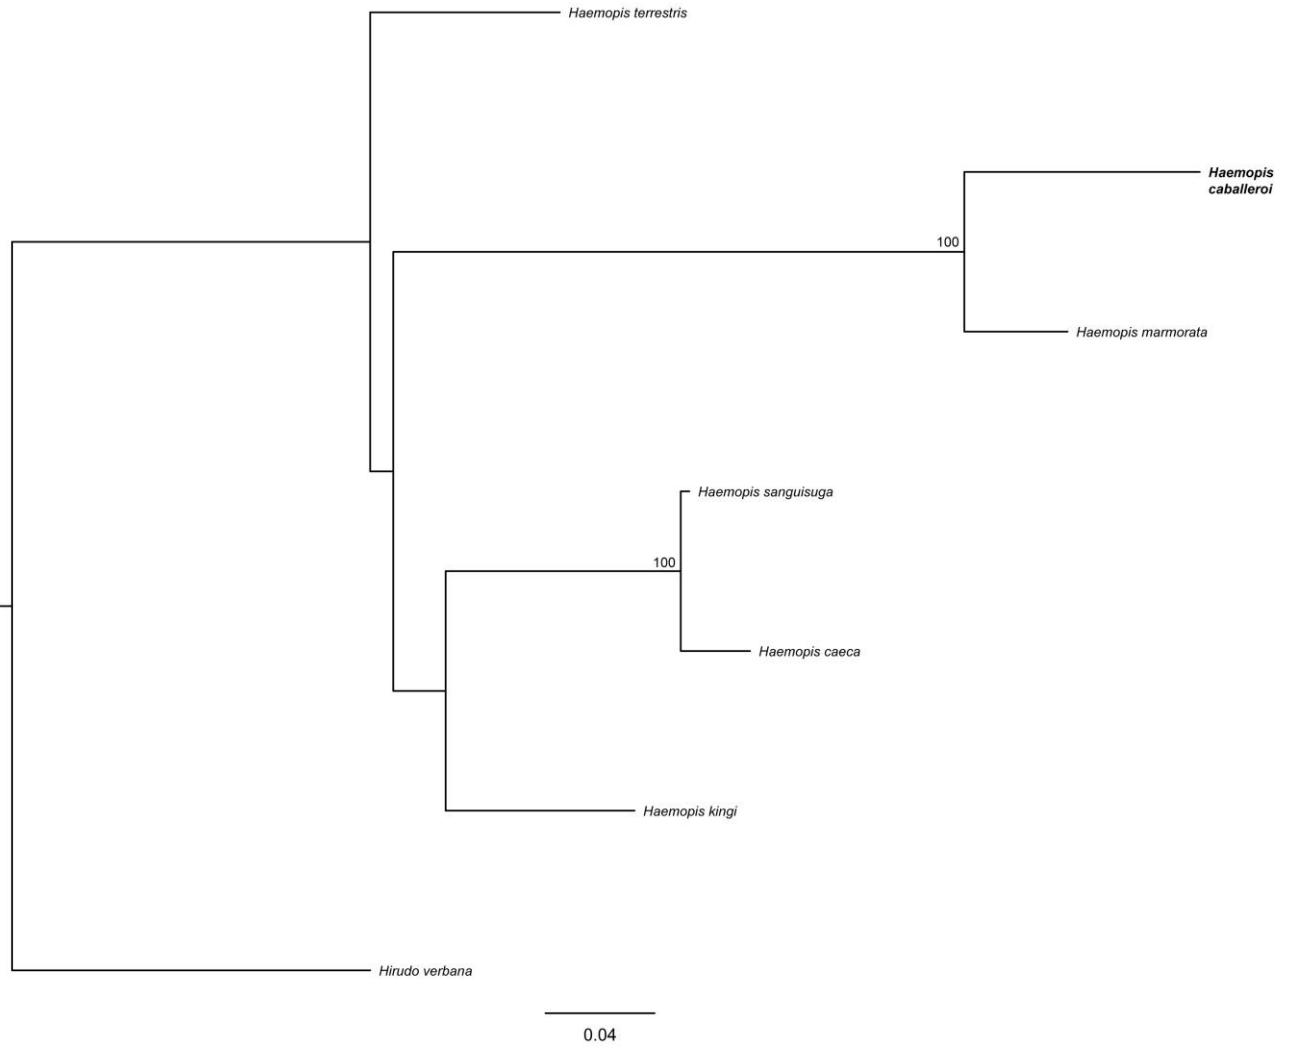 Haemopis terrestris
Haemopis
caballeroi
100
Haemopis marmorata
Haemopis sanguisuga
100
Haemopis caeca
Haemopis kingi
Hirudo verbana
0.04